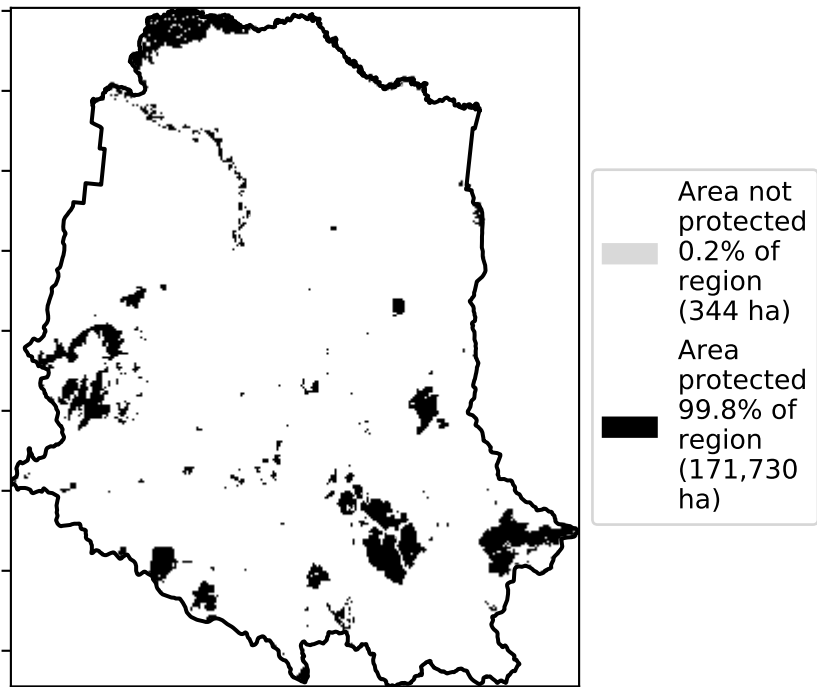 Area not
protected
0.2% of
region
(344 ha)
Area
protected
99.8% of
region
(171,730
ha)